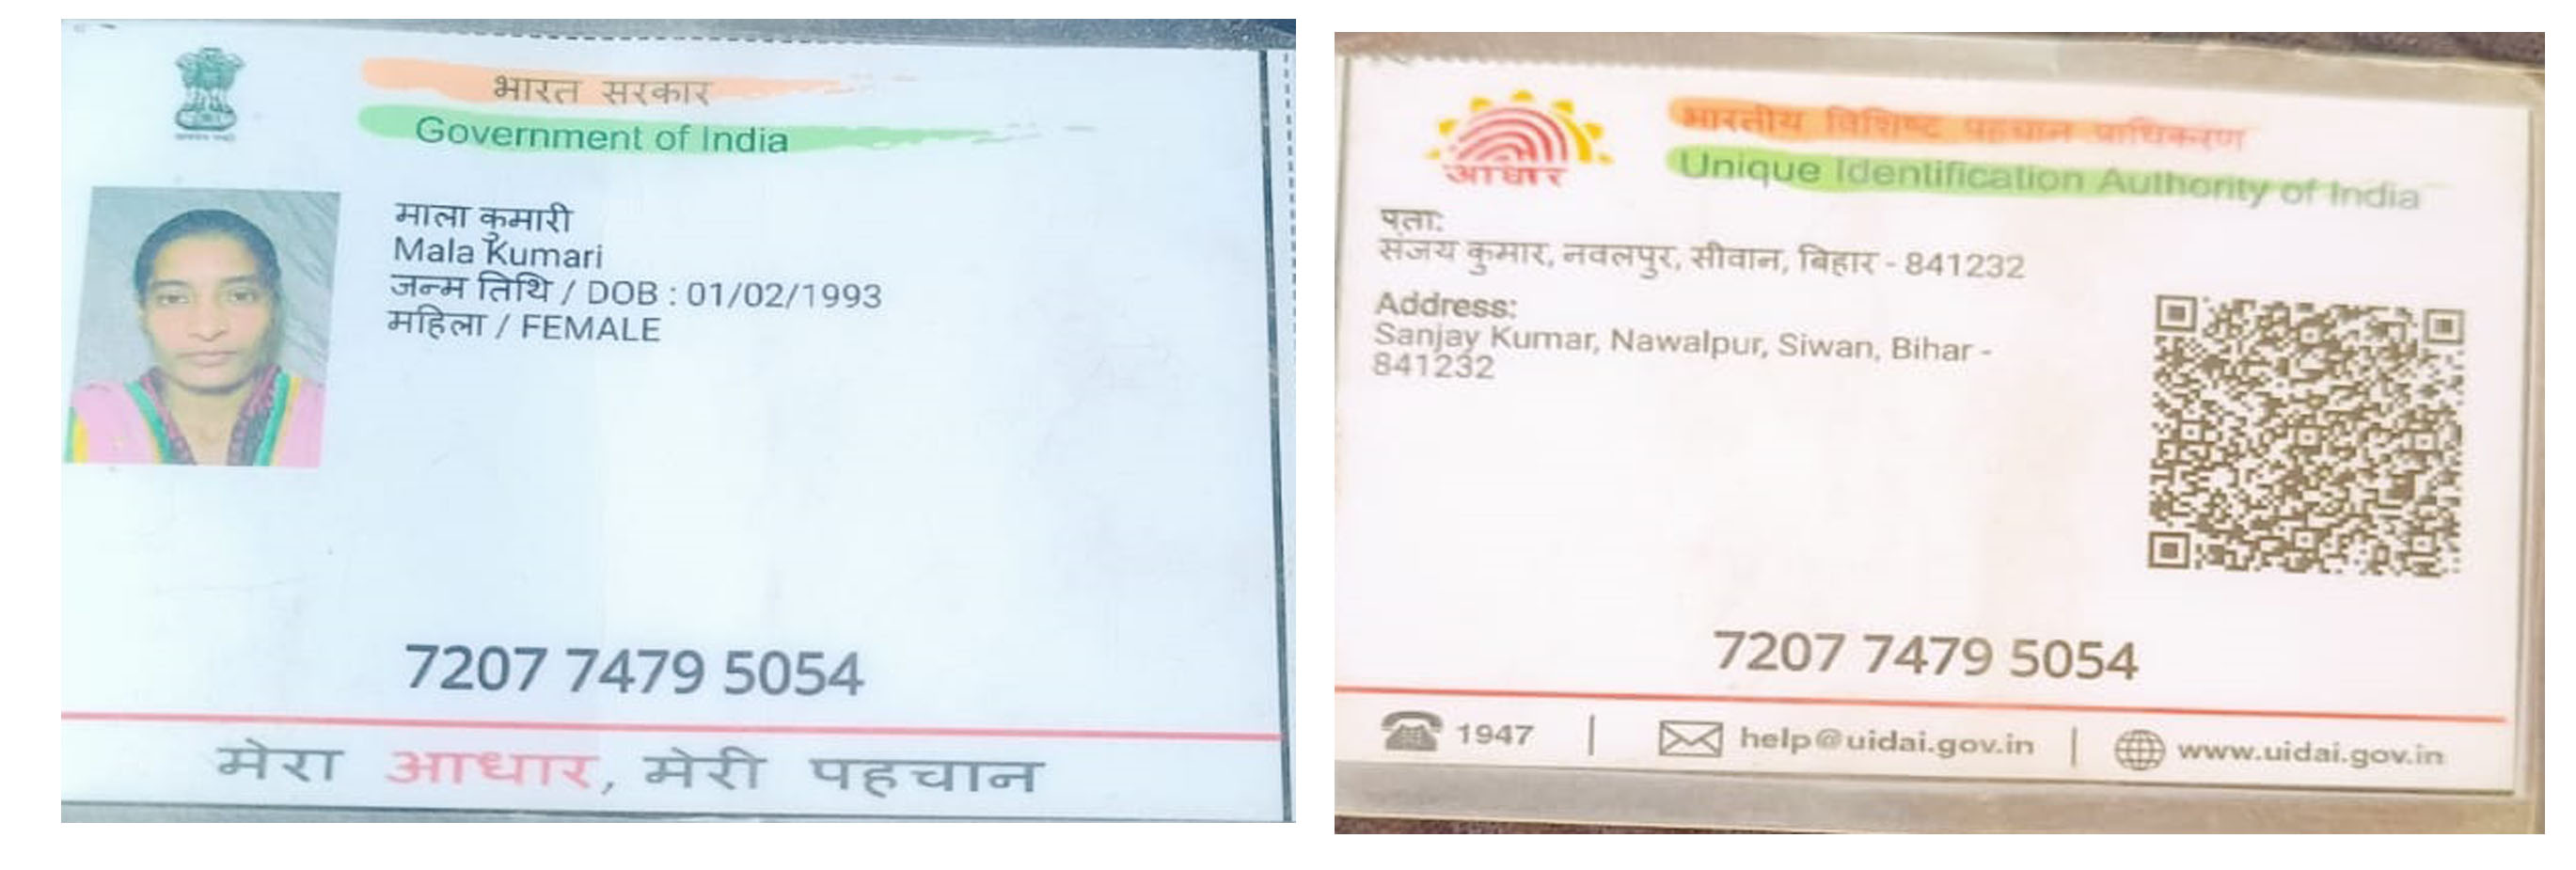 भारत सरकार
Government of India
माला कुमारी
Mala Kumari
जन्म तिथि / DOB : 01/02/1993
महिला / FEMALE
7207 7479 5054
मेरा आधार, मेरी पहचान
आधार
भारतीय विशिष्ट पहचान प्राधिकरण
Unique Identification Authority of India
पता:
संजय कुमार, नवलपुर, सीवान, बिहार - 841232
Address:
Sanjay Kumar, Nawalpur, Siwan, Bihar -
841232
7207 7479 5054
1947 | help@uidai.gov.in | www.uidai.gov.in